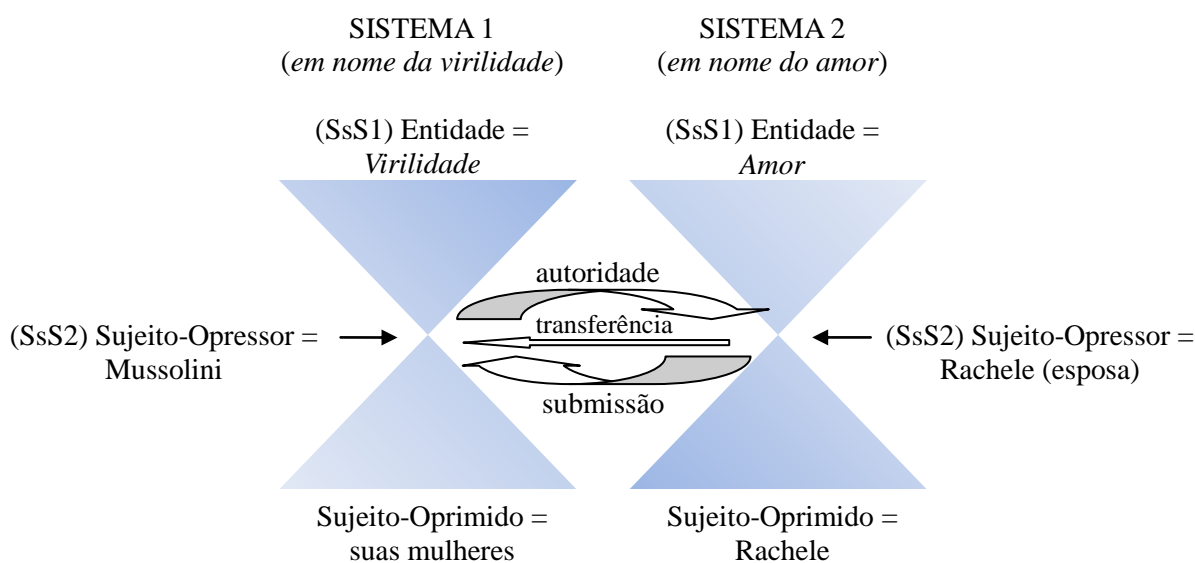 SISTEMA 1
(em nome da virilidade)
SISTEMA 2
(em nome do amor)
(SsS1) Entidade =
Virilidade
(SsS1) Entidade =
Amor
autoridade
transferência
submissão
(SsS2) Sujeito-Opressor =
Mussolini
(SsS2) Sujeito-Opressor =
Rachele (esposa)
Sujeito-Oprimido =
suas mulheres
Sujeito-Oprimido =
Rachele